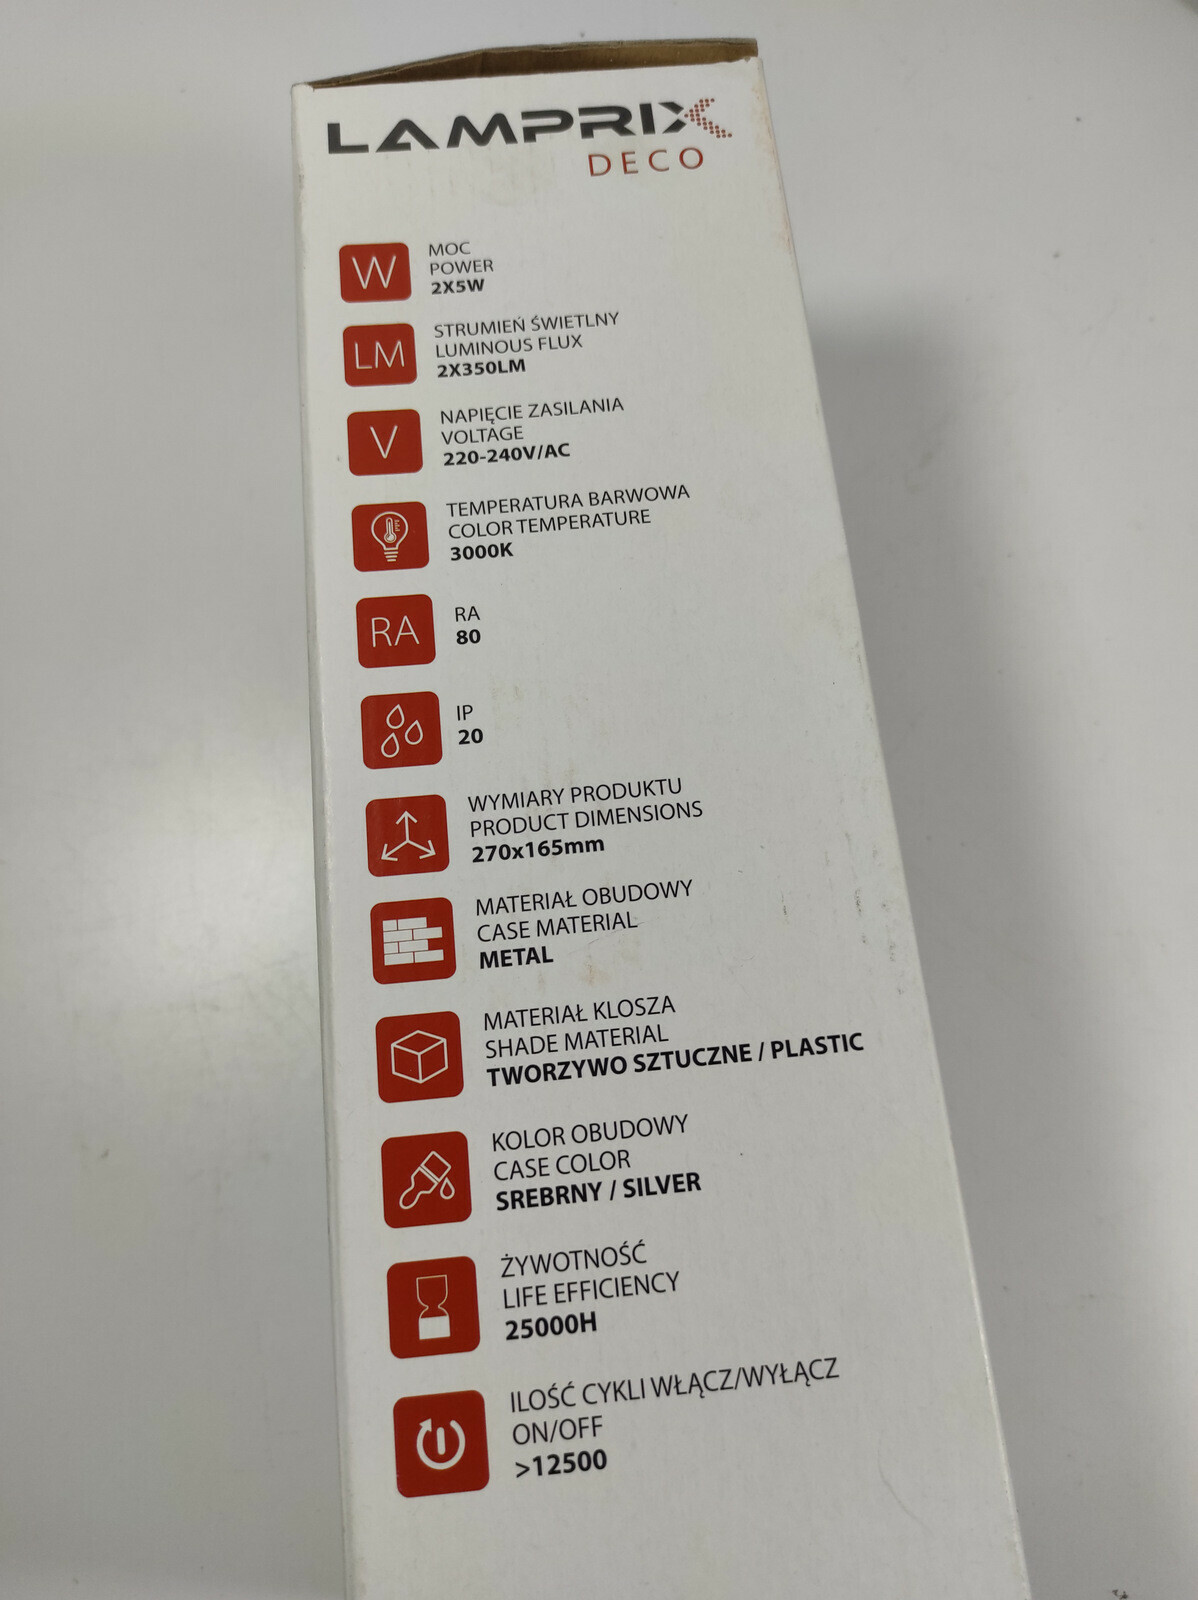 LAMPRIX
DECO
W
MOC
POWER
2X5W
LM
STRUMIEŃ ŚWIETLNY
LUMINOUS FLUX
2X350LM
V
NAPIĘCIE ZASILANIA
VOLTAGE
220-240V/AC
TEMPERATURA BARWOWA
COLOR TEMPERATURE
3000K
RA
RA
80
IP
20
WYMIARY PRODUKTU
PRODUCT DIMENSIONS
270x165mm
MATERIAŁ OBUDOWY
CASE MATERIAL
METAL
MATERIAŁ KLOSZA
SHADE MATERIAL
TWORZYWO SZTUCZNE / PLASTIC
KOLOR OBUDOWY
CASE COLOR
SREBRNY / SILVER
ŻYWOTNOŚĆ
LIFE EFFICIENCY
25000H
ILOŚĆ CYKLI WŁĄCZ/WYŁĄCZ
ON/OFF
>12500